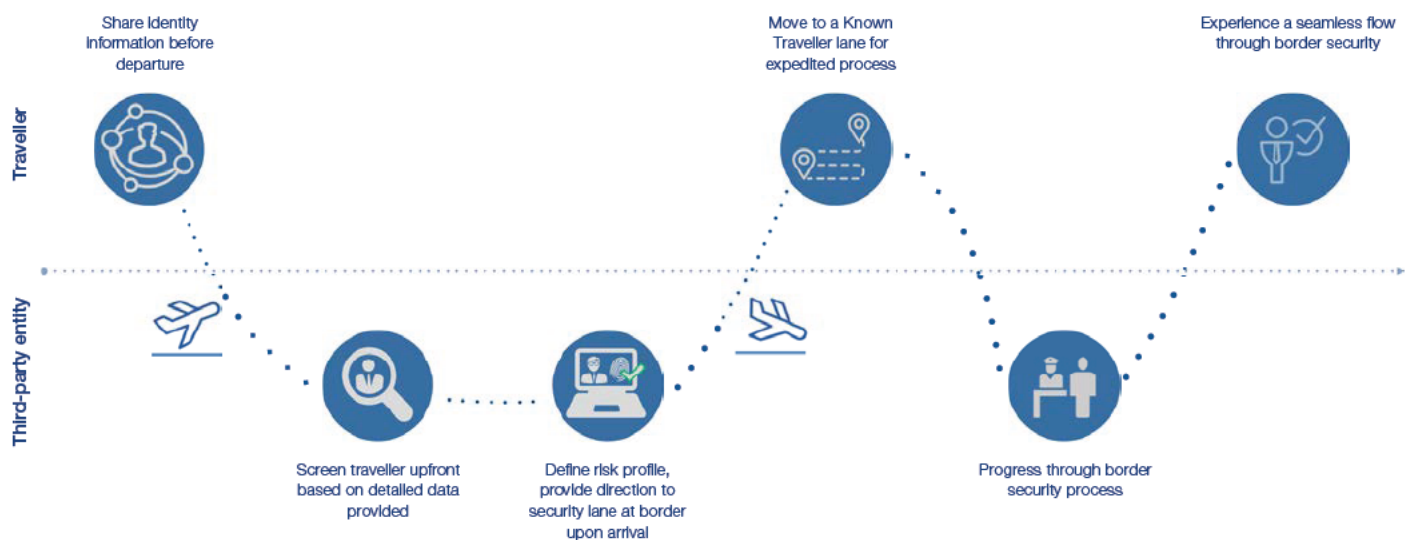 Share identity
information before
departure
Move to a Known
Traveller lane for
expedited process
Experience a seamless flow
through border security
Traveller
Third-party entity
Screen traveller upfront
based on detailed data
provided
Define risk profile,
provide direction to
security lane at border
upon arrival
Progress through border
security process